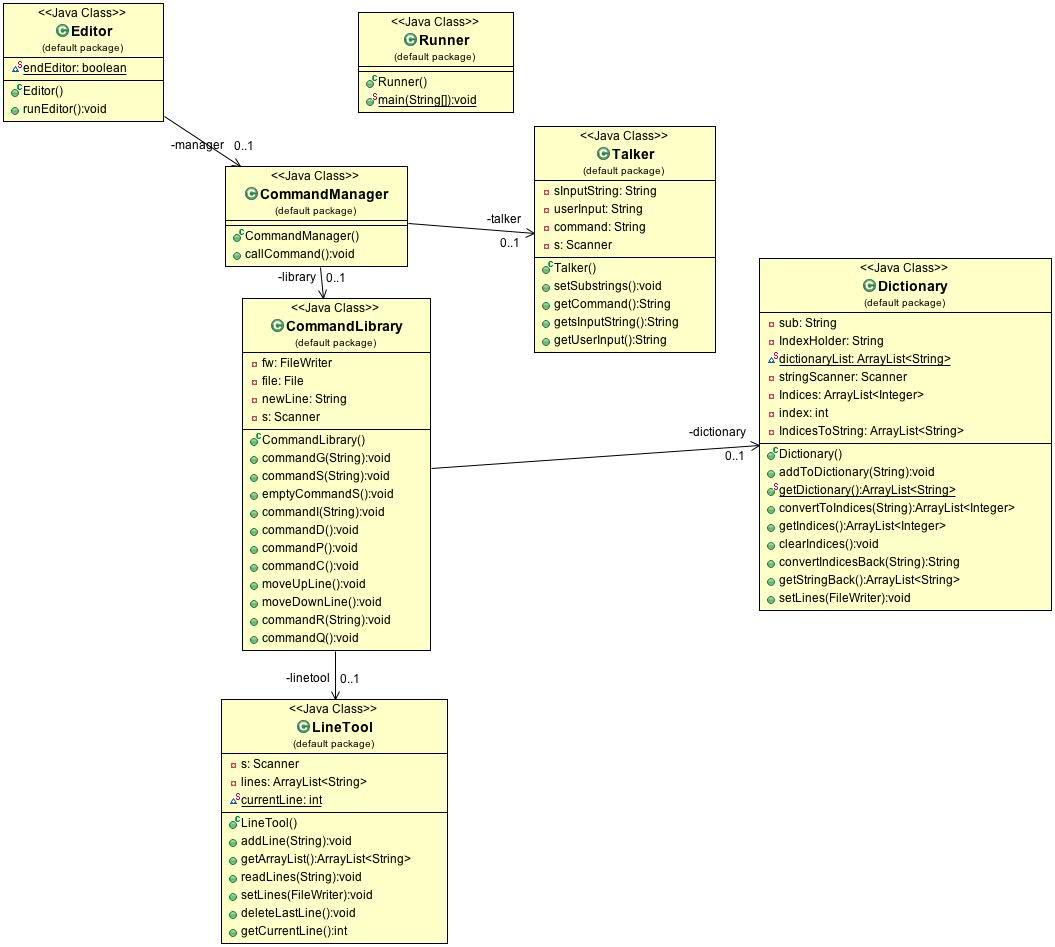 <<Java Class>>
Editor
(default package)
endEditor: boolean
Editor()
runEditor():void
<<Java Class>>
Runner
(default package)
Runner()
main(String[]):void
-manager 0..1
<<Java Class>>
CommandManager
(default package)
CommandManager()
callCommand():void
-talker
0..1
<<Java Class>>
Talker
(default package)
sInputString: String
userInput: String
command: String
s: Scanner
Talker()
setSubstrings():void
getCommand():String
getsInputString():String
getUserInput():String
-library 0..1
<<Java Class>>
CommandLibrary
(default package)
fw: FileWriter
file: File
newLine: String
s: Scanner
CommandLibrary()
commandG(String):void
commandS(String):void
emptyCommandS():void
commandI(String):void
commandD():void
commandP():void
commandC():void
moveUpLine():void
moveDownLine():void
commandR(String):void
commandQ():void
-dictionary
0..1
<<Java Class>>
Dictionary
(default package)
sub: String
IndexHolder: String
dictionaryList: ArrayList<String>
stringScanner: Scanner
Indices: ArrayList<Integer>
index: int
IndicesToString: ArrayList<String>
Dictionary()
addToDictionary(String):void
getDictionary():ArrayList<String>
convertToIndices(String):ArrayList<Integer>
getIndices():ArrayList<Integer>
clearIndices():void
convertIndicesBack(String):String
getStringBack():ArrayList<String>
setLines(FileWriter):void
-linetool 0..1
<<Java Class>>
LineTool
(default package)
s: Scanner
lines: ArrayList<String>
currentLine: int
LineTool()
addLine(String):void
getArrayList():ArrayList<String>
readLines(String):void
setLines(FileWriter):void
deleteLastLine():void
getCurrentLine():int